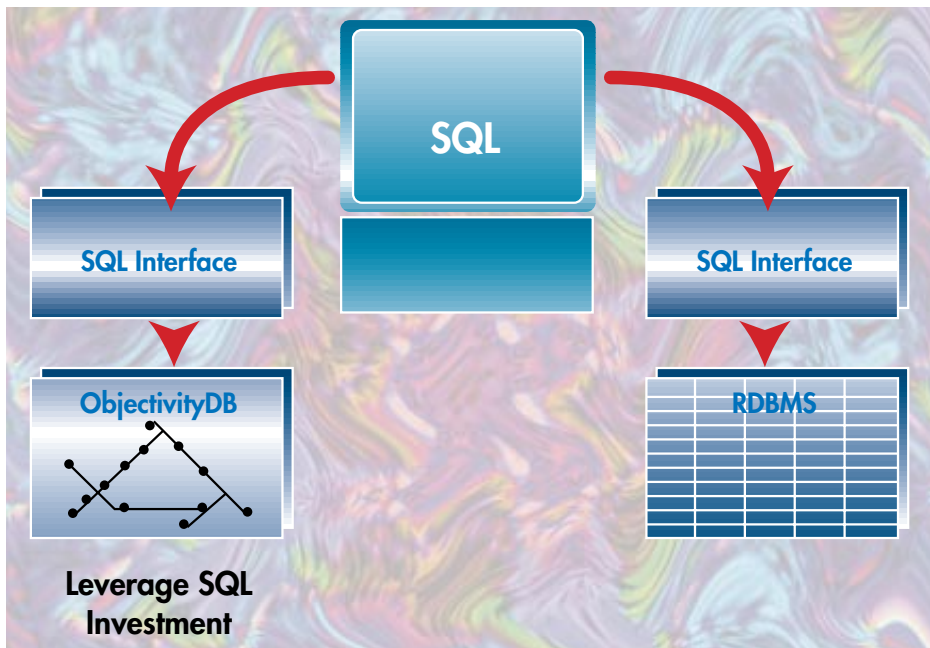 SQL
SQL Interface
SQL Interface
ObjectivityDB
RDBMS
Leverage SQL
Investment